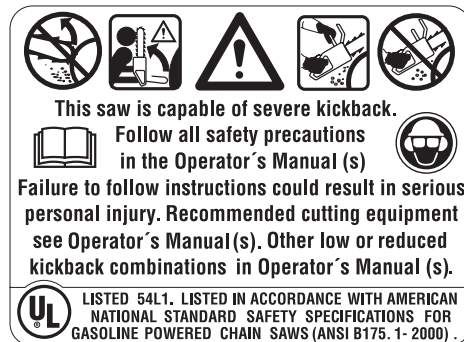 This saw is capable of severe kickback.
Follow all safety precautions
in the Operator´s Manual (s)
Failure to follow instructions could result in serious
personal injury. Recommended cutting equipment
see Operator´s Manual (s). Other low or reduced
kickback combinations in Operator´s Manual (s).
UL ®
LISTED 54L1. LISTED IN ACCORDANCE WITH AMERICAN
NATIONAL STANDARD SAFETY SPECIFICATIONS FOR
GASOLINE POWERED CHAIN SAWS (ANSI B175. 1- 2000) .